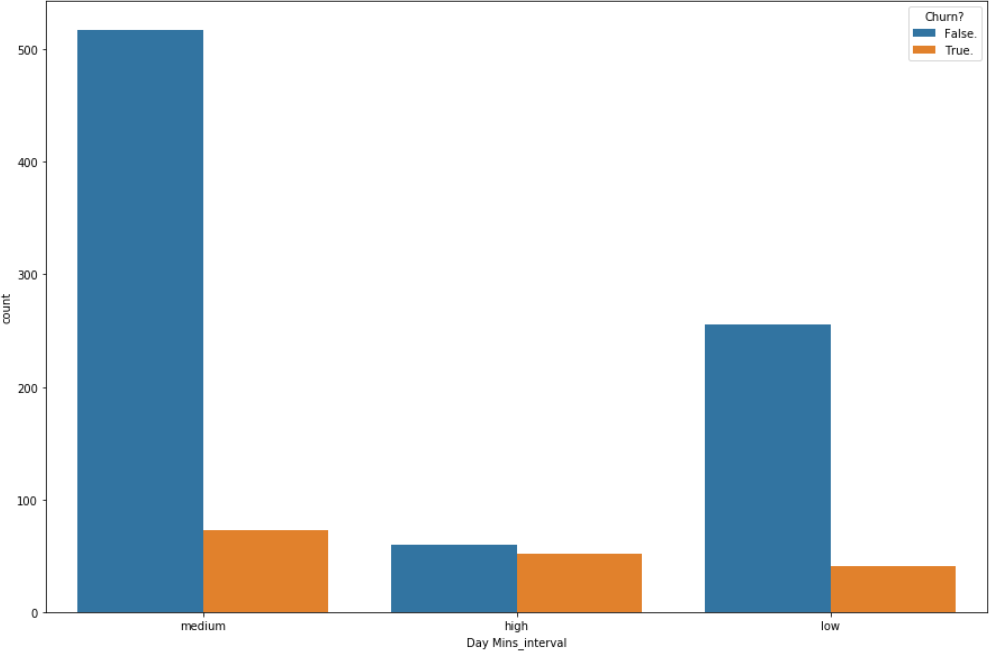 Churn?
False.
True.
500
400
300
200
100
0
count
medium high low
Day Mins_interval